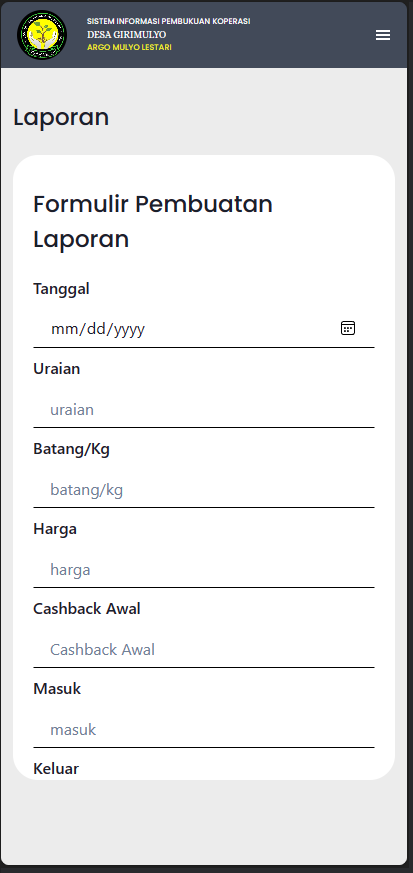 SISTEM INFORMASI PEMBUKUAN KOPERASI
DESA GIRIMULYO
ARGO MULYO LESTARI
Laporan
Formulir Pembuatan
Laporan
Tanggal
mm/dd/yyyy
Uraian
uraian
Batang/Kg
batang/kg
Harga
harga
Cashback Awal
Cashback Awal
Masuk
masuk
Keluar